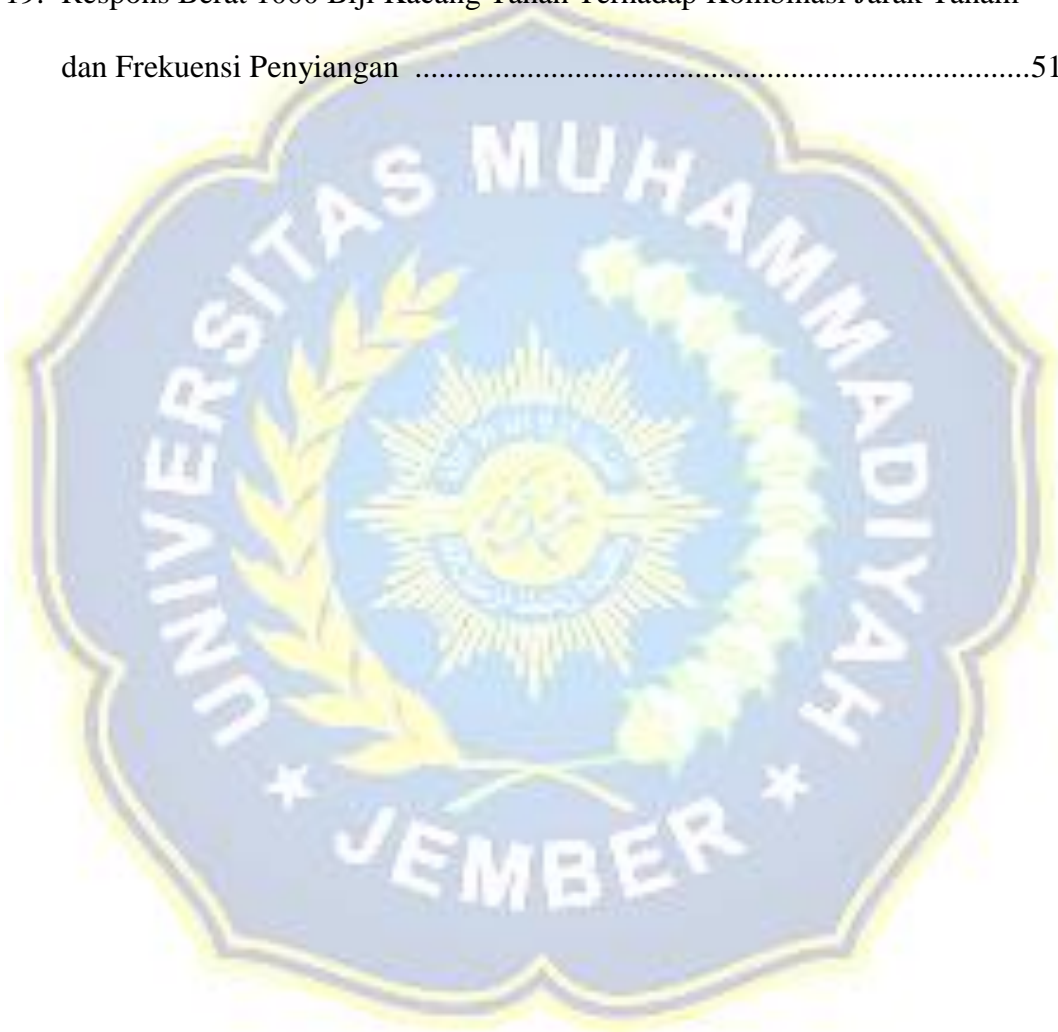 19. Respons Berat 1000 Biji Kacang Tanah Terhadap Kombinasi Jarak Tanam
dan Frekuensi Penyiangan ................................................................................51
UNIVERSITAS MUHAMMADIYAH
★ JEMBER ★